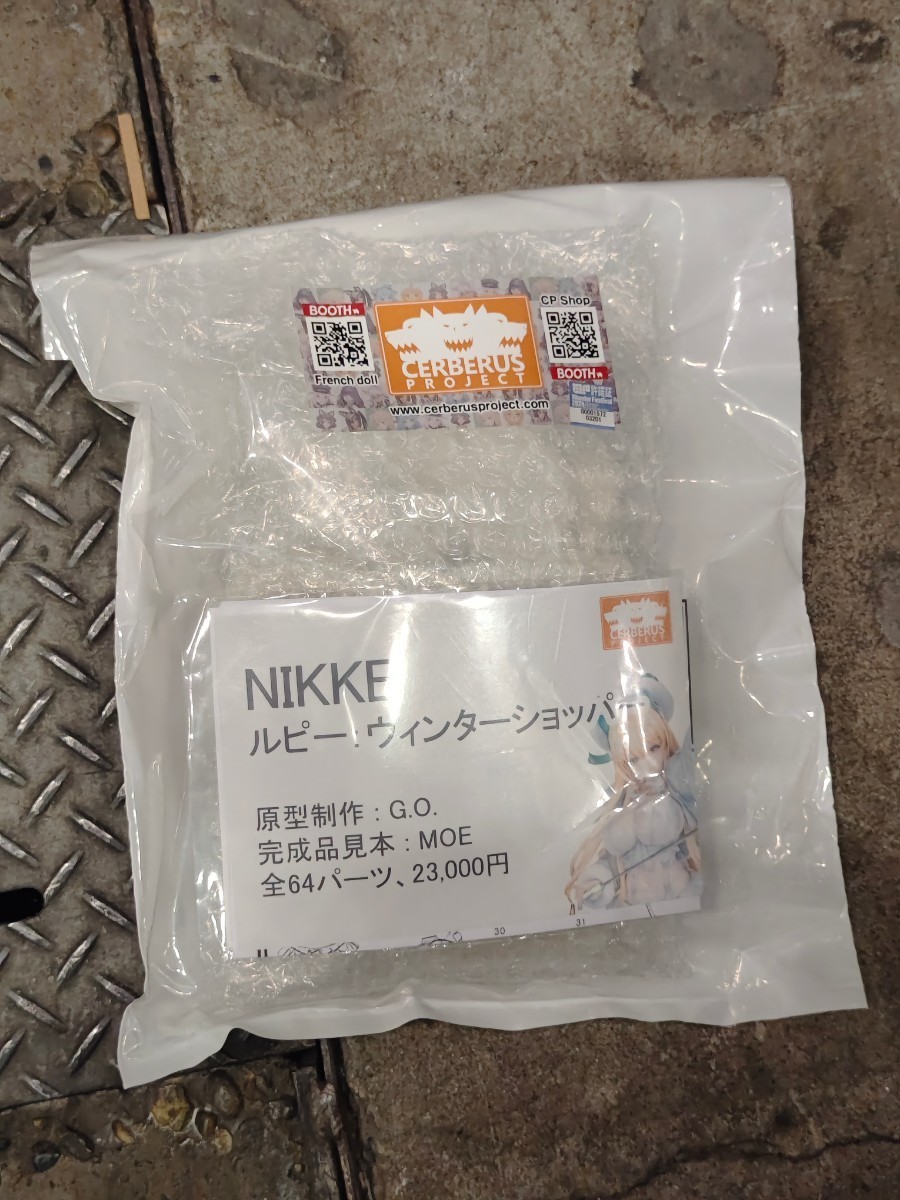 BOOTH
CP Shop
CERBERUS
PROJECT
French doll
BOOTH
www.cerberusproject.com
CERBERUS
PROJECT
NIKKE
ルピー:ウィンターショッパー
原型制作：G.O.
完成品見本：MOE
全64パーツ、23,000円
30
31